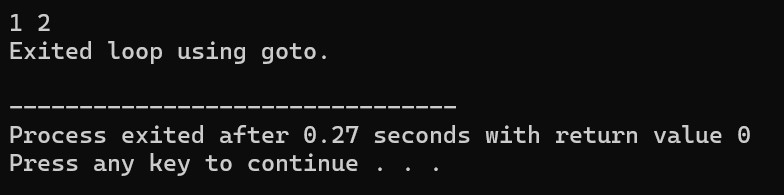 1 2
Exited loop using goto.
--------------------------------
Process exited after 0.27 seconds with return value 0
Press any key to continue . . .